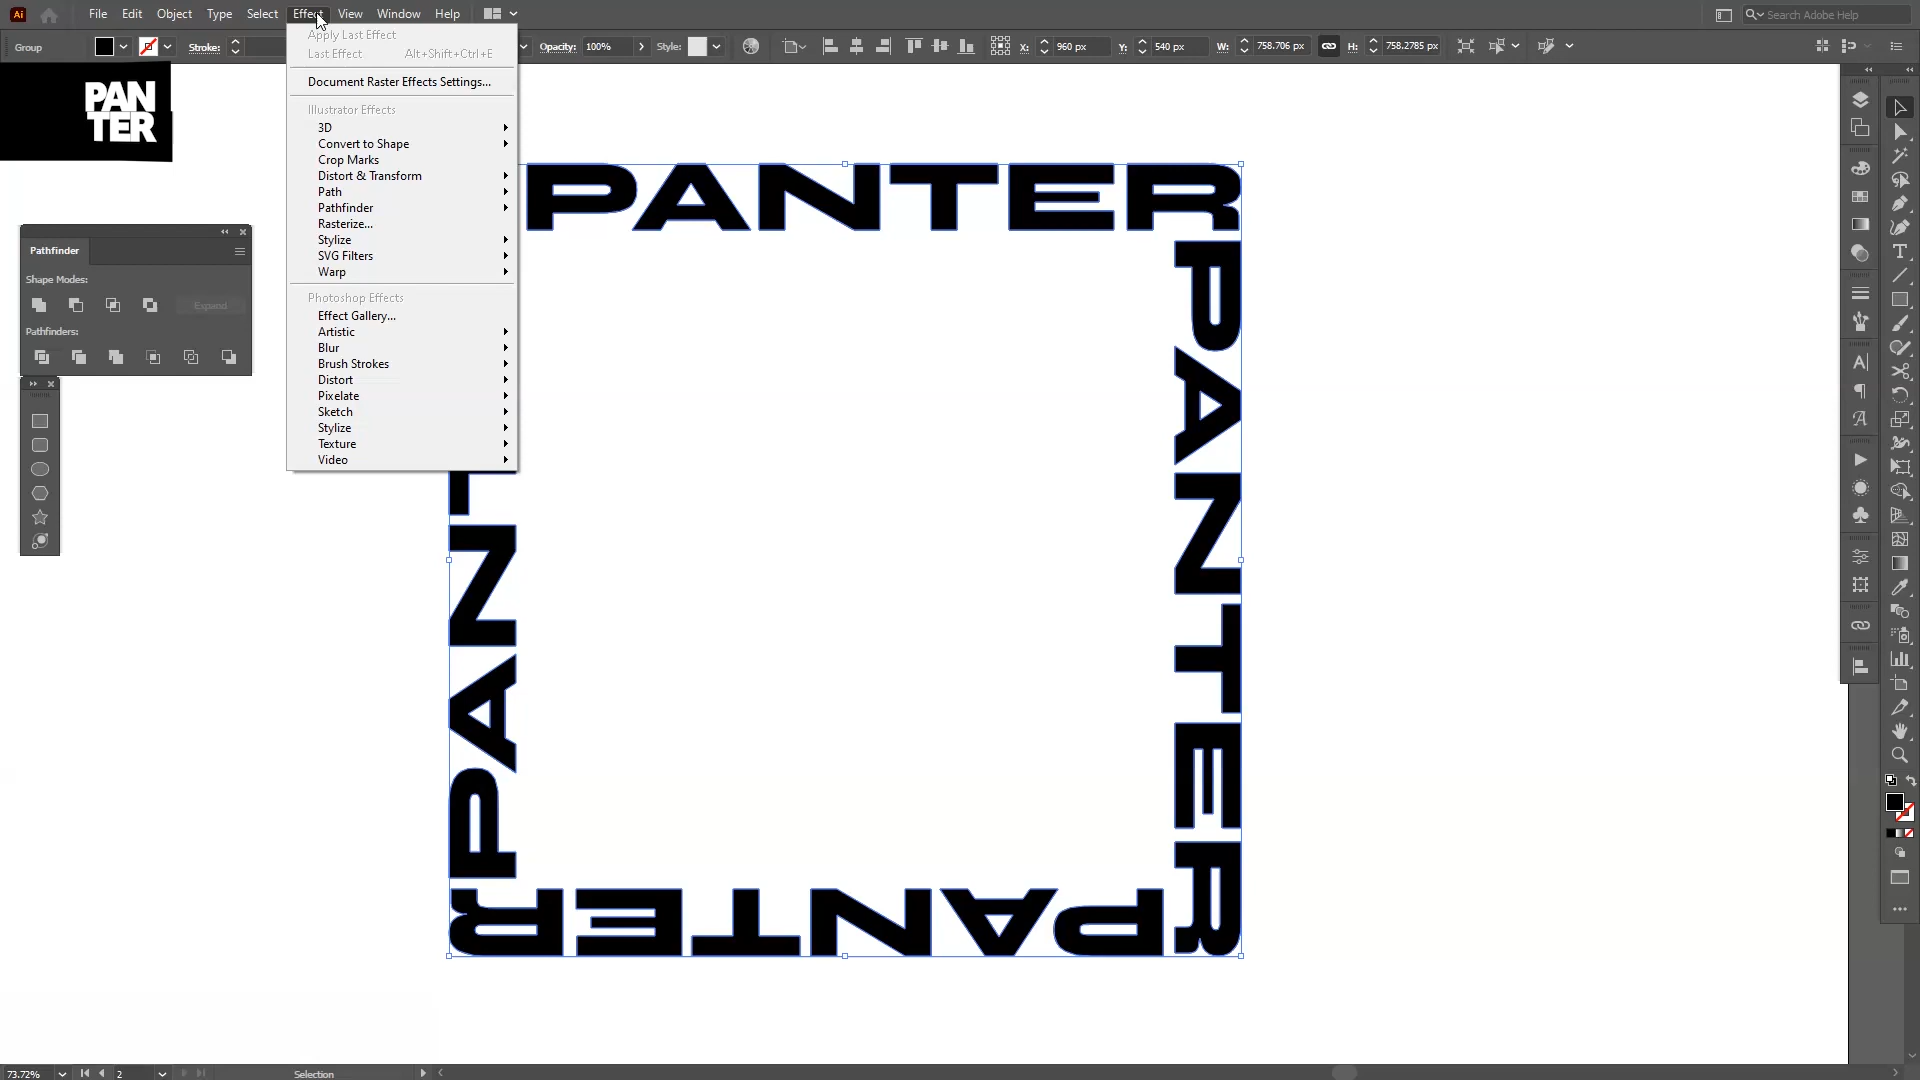 Ai File Edit Object Type Select Effect View Window Help Search Adobe Help
Group Stroke: Opacity: 100% Style: X: 960 px Y: 540 px W: 758.706 px H: 758.2785 px
PAN
TER
Apply Last Effect
Last Effect Alt+Shift+Ctrl+E
Document Raster Effects Settings...
Illustrator Effects
3D
Convert to Shape
Crop Marks
Distort & Transform
Path
Pathfinder
Rasterize...
Stylize
SVG Filters
Warp
Photoshop Effects
Effect Gallery...
Artistic
Blur
Brush Strokes
Distort
Pixelate
Sketch
Stylize
Texture
Video
Pathfinder
Shape Modes:
Expand
Pathfinders:
PANTER
PANTER
PANTER
PANT
73.72% 2 Selection